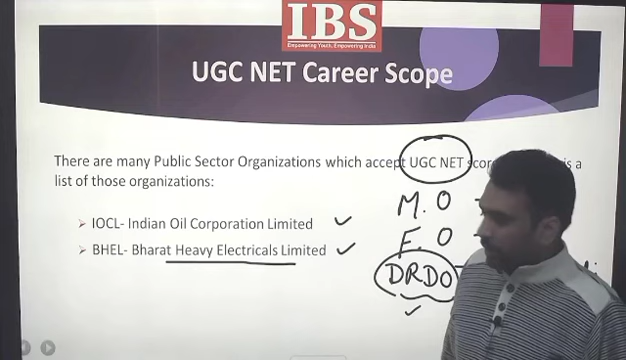 IBS
Empowering Youth, Empowering India
UGC NET Career Scope
There are many Public Sector Organizations which accept UGC NET is a
list of those organizations:
IOCL- Indian Oil Corporation Limited
BHEL- Bharat Heavy Electricals Limited
M.O
F.O
DRDO